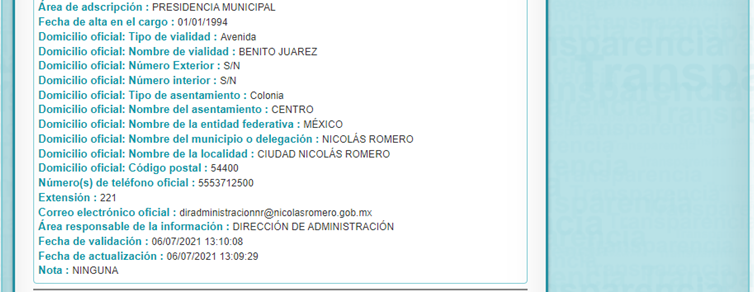 Área de adscripción : PRESIDENCIA MUNICIPAL
Fecha de alta en el cargo : 01/01/1994
Domicilio oficial: Tipo de vialidad : Avenida
Domicilio oficial: Nombre de vialidad : BENITO JUAREZ
Domicilio oficial: Número Exterior : S/N
Domicilio oficial: Número interior : S/N
Domicilio oficial: Tipo de asentamiento : Colonia
Domicilio oficial: Nombre del asentamiento : CENTRO
Domicilio oficial: Nombre de la entidad federativa : MÉXICO
Domicilio oficial: Nombre del municipio o delegación : NICOLÁS ROMERO
Domicilio oficial: Nombre de la localidad : CIUDAD NICOLÁS ROMERO
Domicilio oficial: Código postal : 54400
Número(s) de teléfono oficial : 5553712500
Extensión : 221
Correo electrónico oficial : diradministracionnr@nicolasromero.gob.mx
Área responsable de la información : DIRECCIÓN DE ADMINISTRACIÓN
Fecha de validación : 06/07/2021 13:10:08
Fecha de actualización : 06/07/2021 13:09:29
Nota : NINGUNA